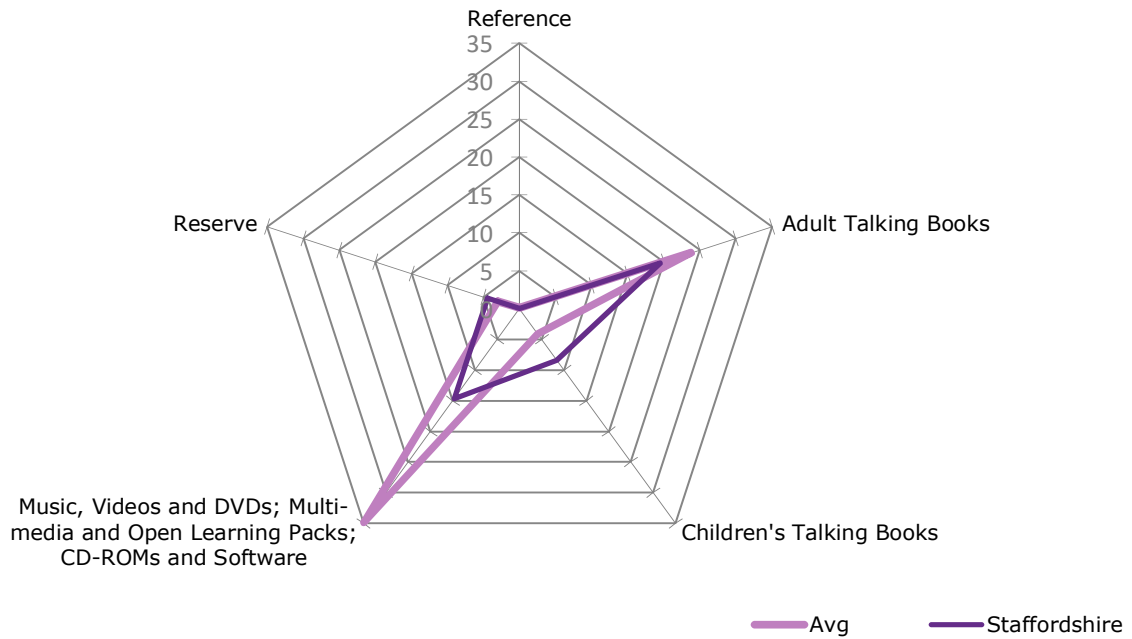 Reference
35
30
25
20
15
10
5
0
Reserve
Adult Talking Books
Music, Videos and DVDs; Multi-
media and Open Learning Packs;
CD-ROMs and Software
Children's Talking Books
Avg
Staffordshire